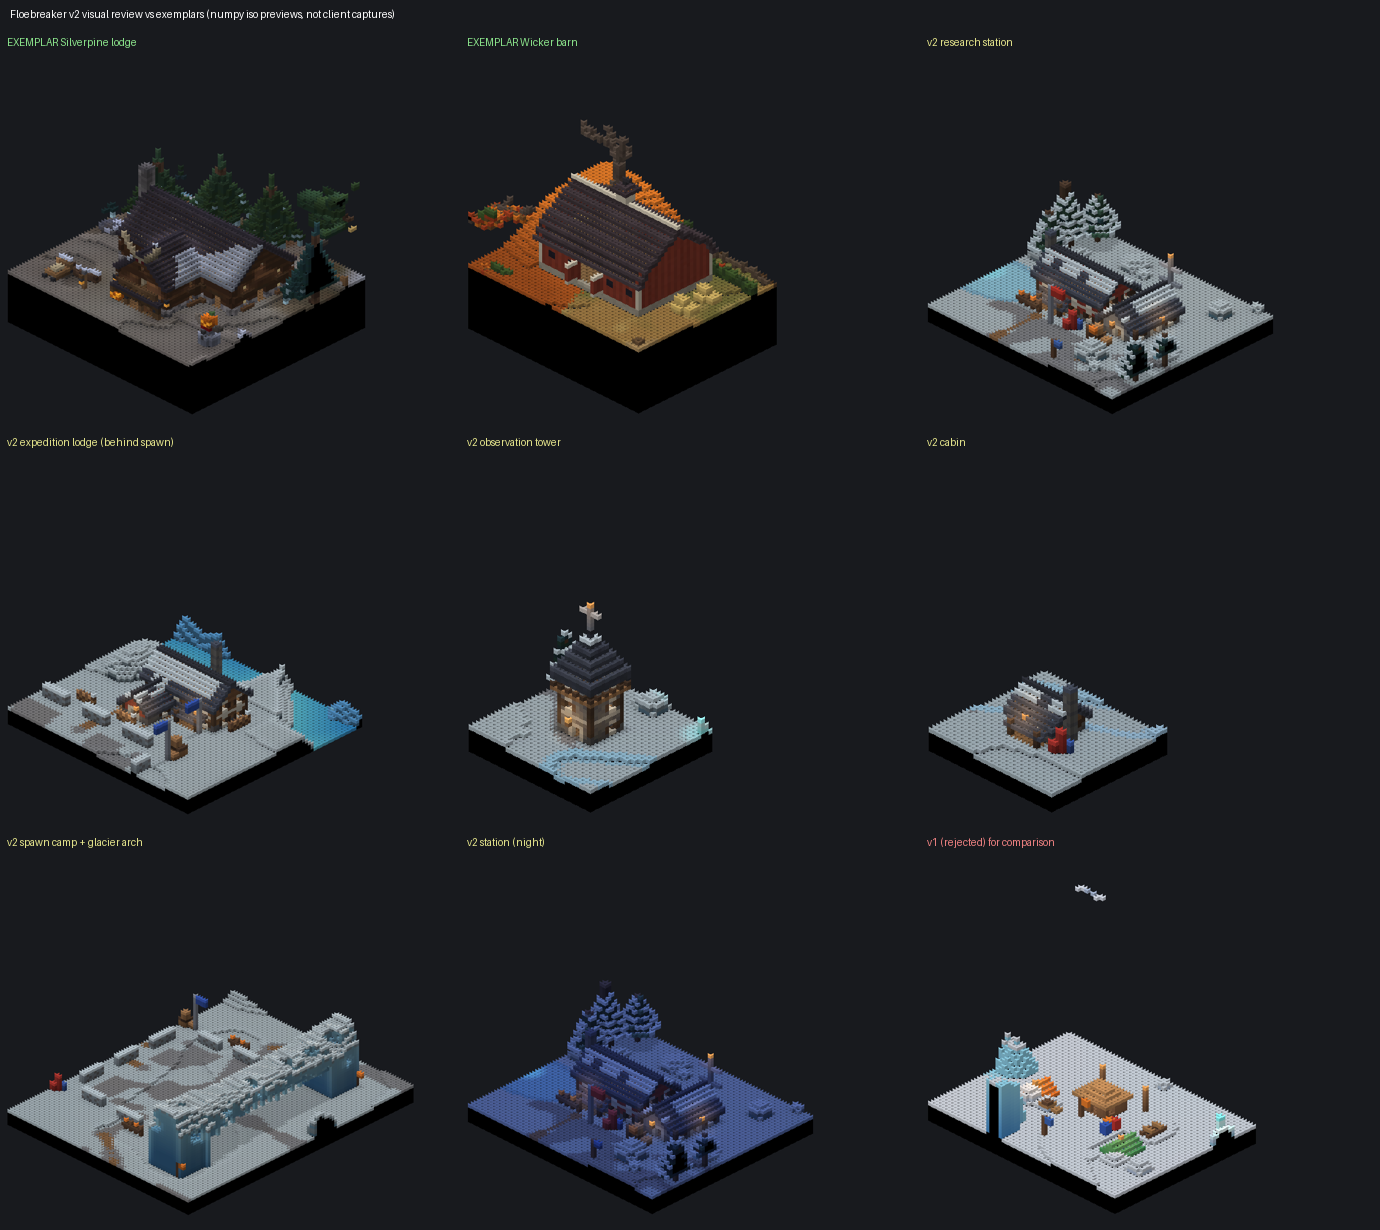 Floebreaker v2 visual review vs exemplars (numpy iso previews, not client captures)
EXEMPLAR Silverpine lodge
EXEMPLAR Wicker barn
v2 research station
v2 expedition lodge (behind spawn)
v2 observation tower
v2 cabin
v2 spawn camp + glacier arch
v2 station (night)
v1 (rejected) for comparison